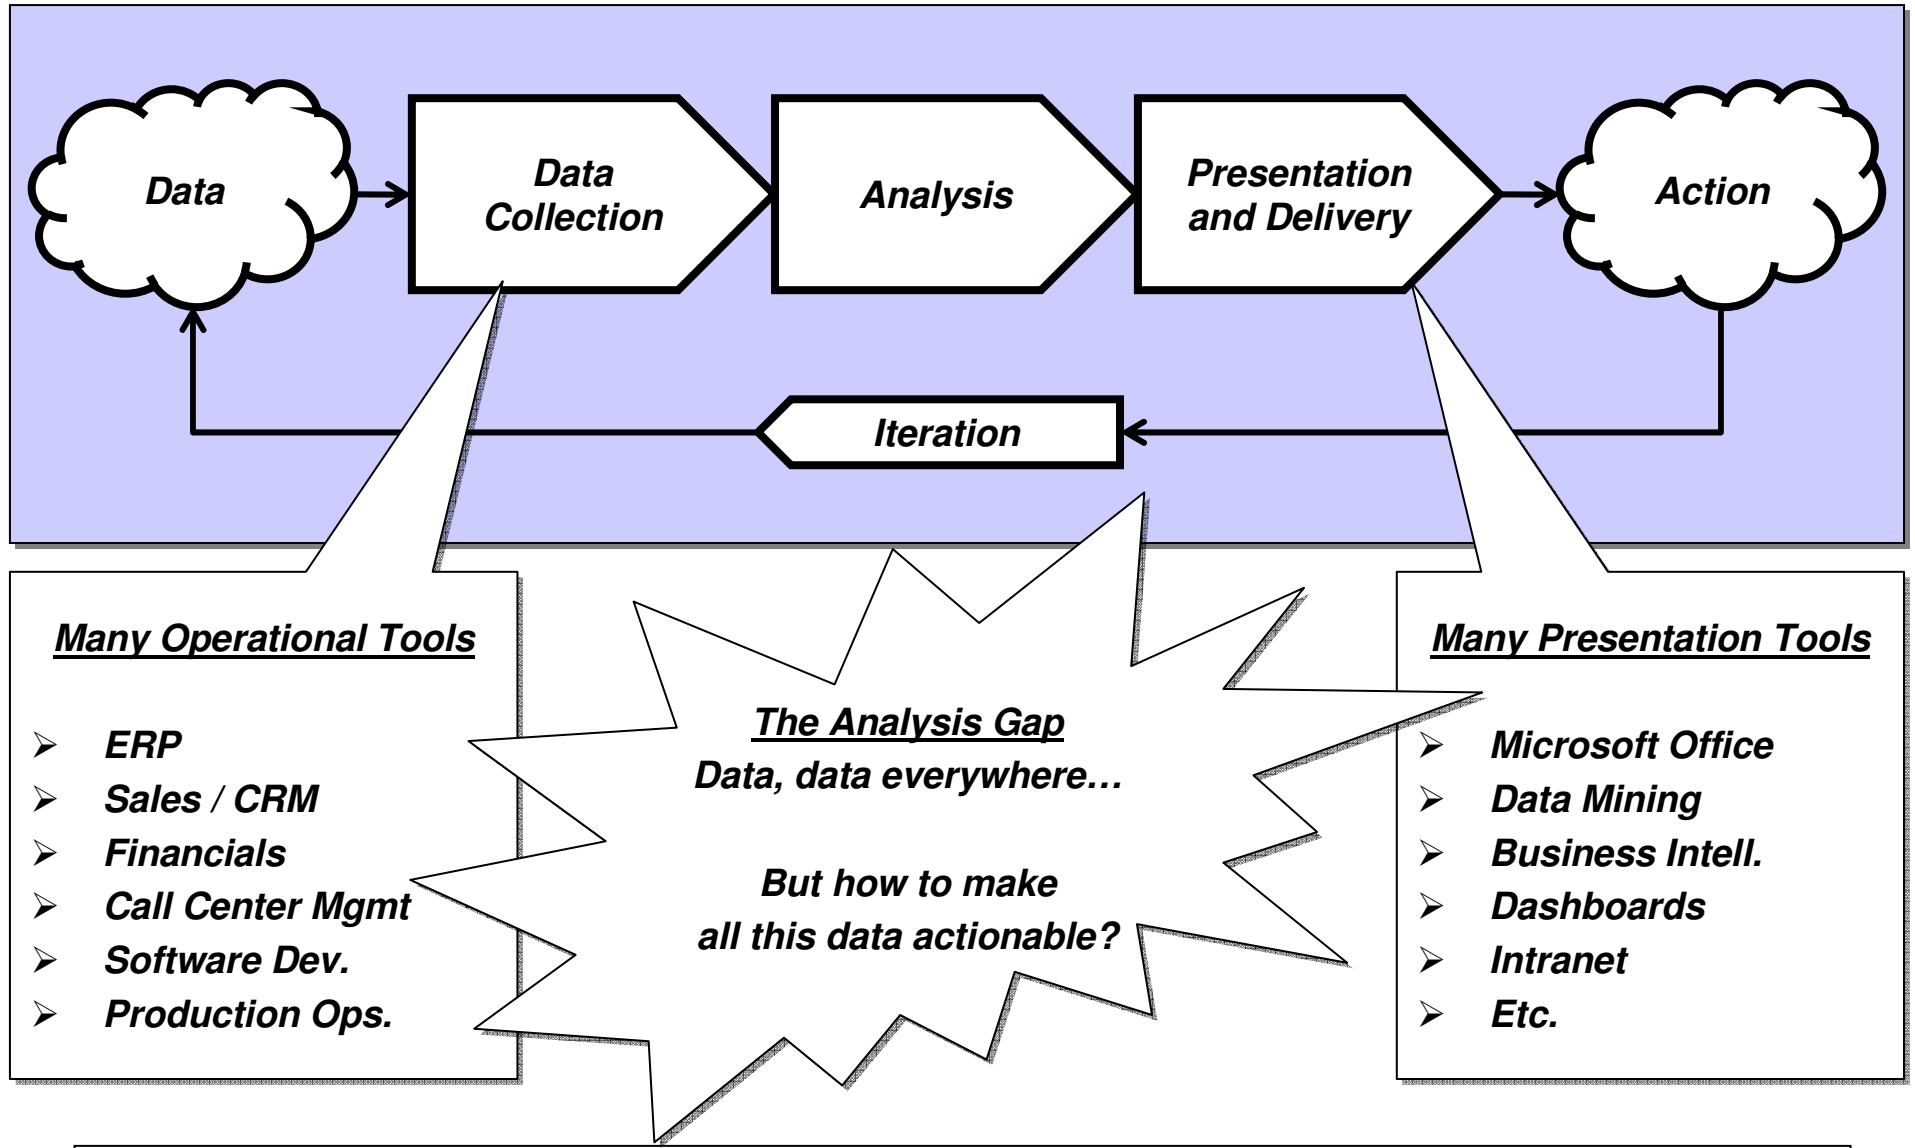 Data
Data
Collection
Analysis
Presentation
and Delivery
Action
Iteration
Many Operational Tools
➢ ERP
➢ Sales / CRM
➢ Financials
➢ Call Center Mgmt
➢ Software Dev.
➢ Production Ops.
The Analysis Gap
Data, data everywhere…
But how to make
all this data actionable?
Many Presentation Tools
➢ Microsoft Office
➢ Data Mining
➢ Business Intell.
➢ Dashboards
➢ Intranet
➢ Etc.